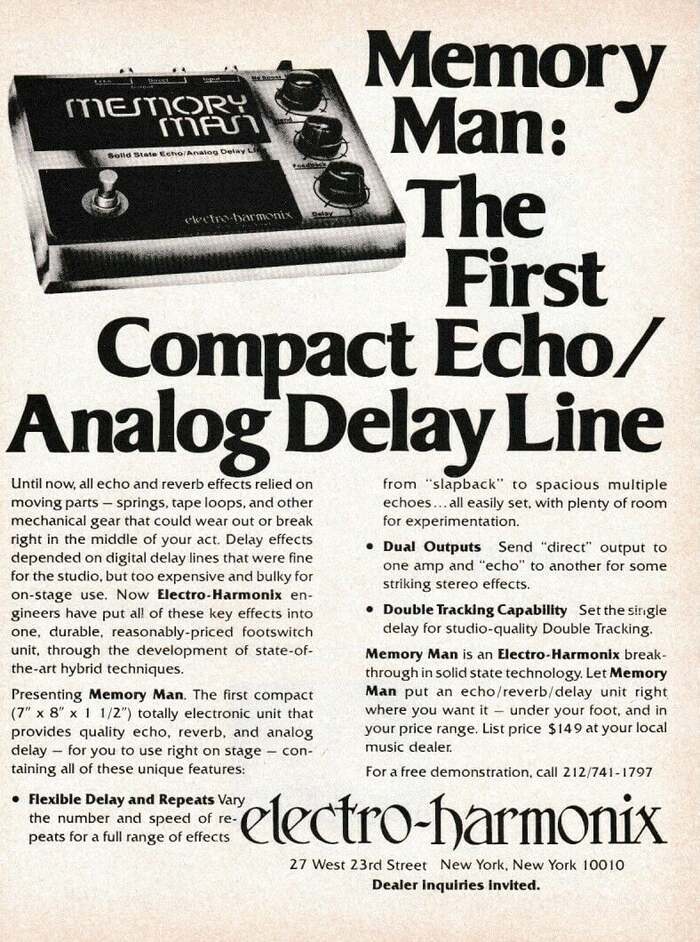 Echo Direct Input No Boost
Output
MEMORY
MAN
Solid State Echo/Analog Delay Line
Feedback
electro-harmonix
Delay
Memory
Man:
The
First
Compact Echo/
Analog Delay Line
Until now, all echo and reverb effects relied on
moving parts — springs, tape loops, and other
mechanical gear that could wear out or break
right in the middle of your act. Delay effects
depended on digital delay lines that were fine
for the studio, but too expensive and bulky for
on-stage use. Now Electro-Harmonix en-
gineers have put all of these key effects into
one, durable, reasonably-priced footswitch
unit, through the development of state-of-
the-art hybrid techniques.
Presenting Memory Man. The first compact
(7" x 8" x 1 1/2") totally electronic unit that
provides quality echo, reverb, and analog
delay — for you to use right on stage — con-
taining all of these unique features:
• Flexible Delay and Repeats Vary
the number and speed of re-
peats for a full range of effects
from "slapback" to spacious multiple
echoes...all easily set, with plenty of room
for experimentation.
• Dual Outputs Send "direct" output to
one amp and "echo" to another for some
striking stereo effects.
• Double Tracking Capability Set the single
delay for studio-quality Double Tracking.
Memory Man is an Electro-Harmonix break-
through in solid state technology. Let Memory
Man put an echo/reverb/delay unit right
where you want it — under your foot, and in
your price range. List price $149 at your local
music dealer.
For a free demonstration, call 212/741-1797
electro-harmonix
27 West 23rd Street New York, New York 10010
Dealer Inquiries Invited.